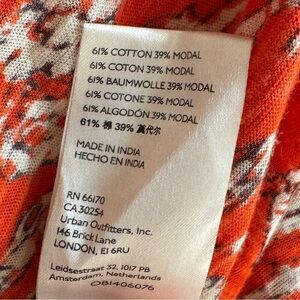 61% COTTON 39% MODAL
61% COTON 39% MODAL
61% BAUMWOLLE 39% MODAL
61% COTONE 39% MODAL
61% ALGODÓN 39% MODAL
61% 棉 39% 莫代尔
MADE IN INDIA
HECHO EN INDIA
RN 66170
CA 30254
Urban Outfitters, Inc.
146 Brick Lane
LONDON, E1 6RU
Leidsestraat 32, 1017 PB
Amsterdam, Netherlands
OB1406076